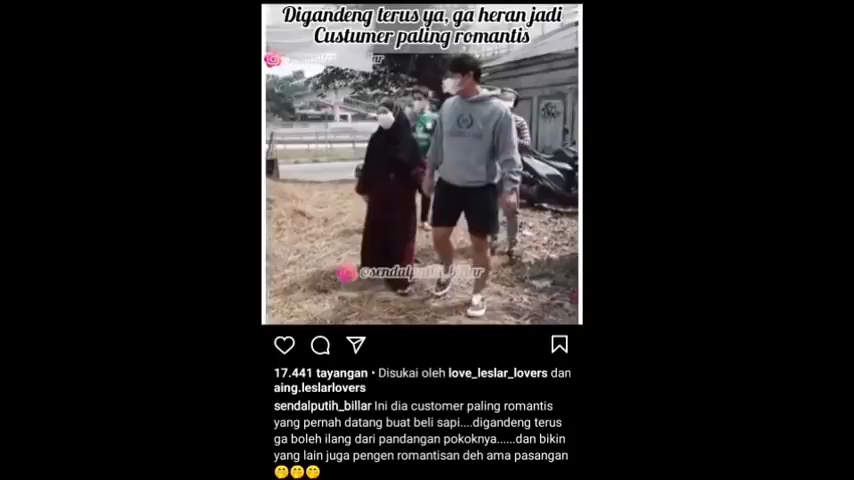 Digandeng terus ya, ga heran jadi
Custumer paling romantis
@sendalputih_billar
17.441 tayangan • Disukai oleh love_leslar_lovers dan
aing.leslarlovers
sendalputih_billar Ini dia customer paling romantis
yang pernah datang buat beli sapi....digandeng terus
ga boleh ilang dari pandangan pokoknya......dan bikin
yang lain juga pengen romantisan deh ama pasangan